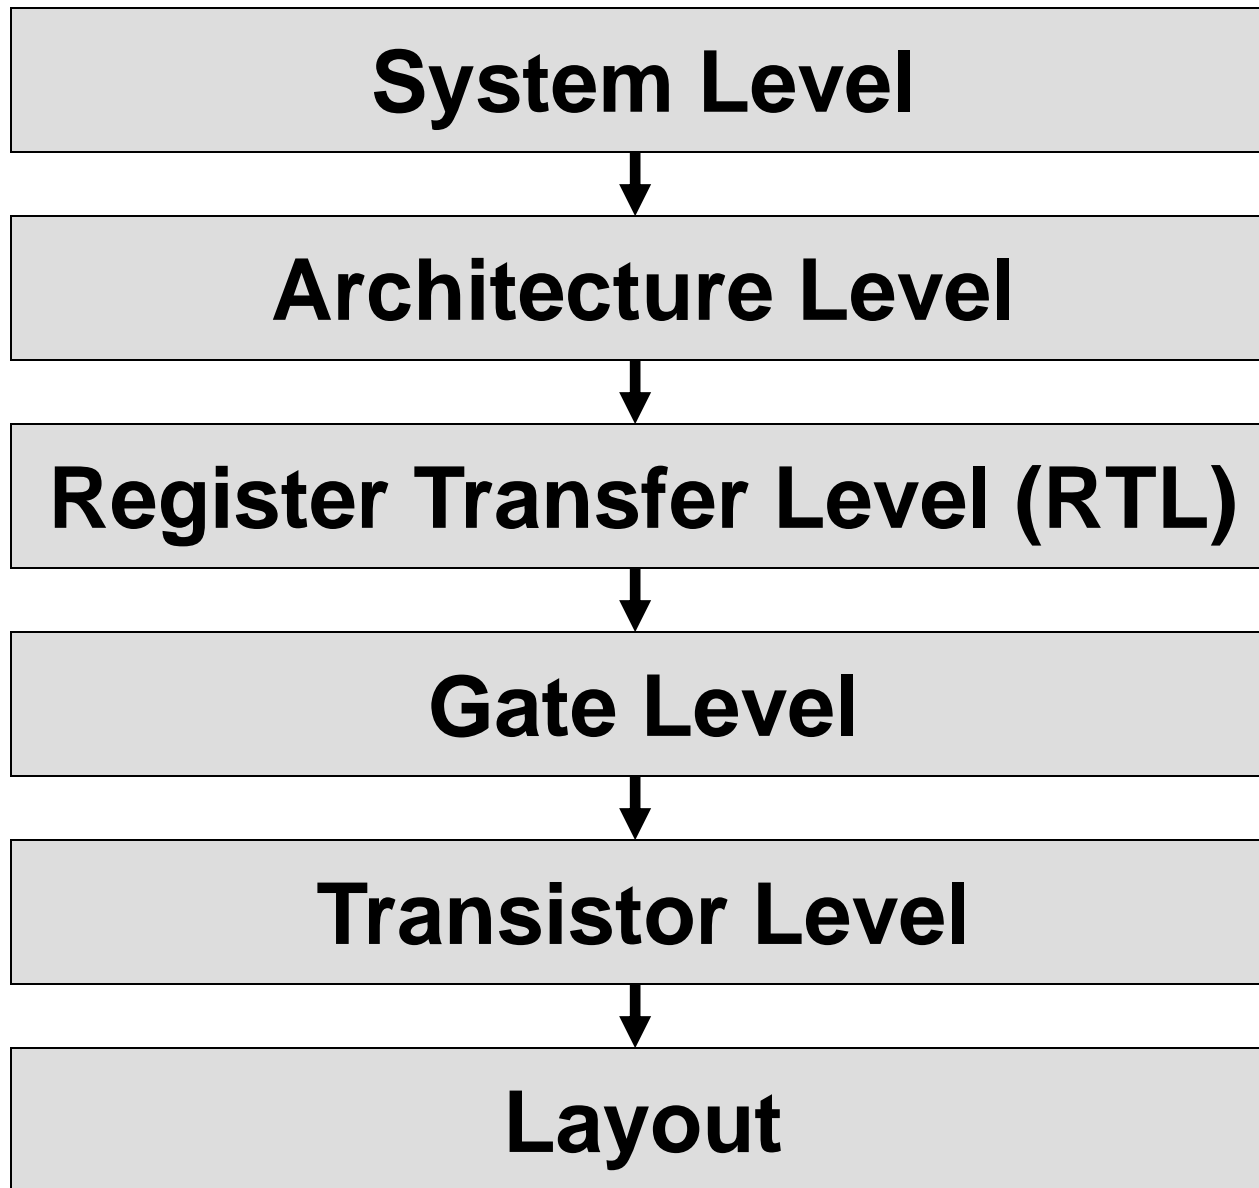 System Level
Architecture Level
Register Transfer Level (RTL)
Gate Level
Transistor Level
Layout